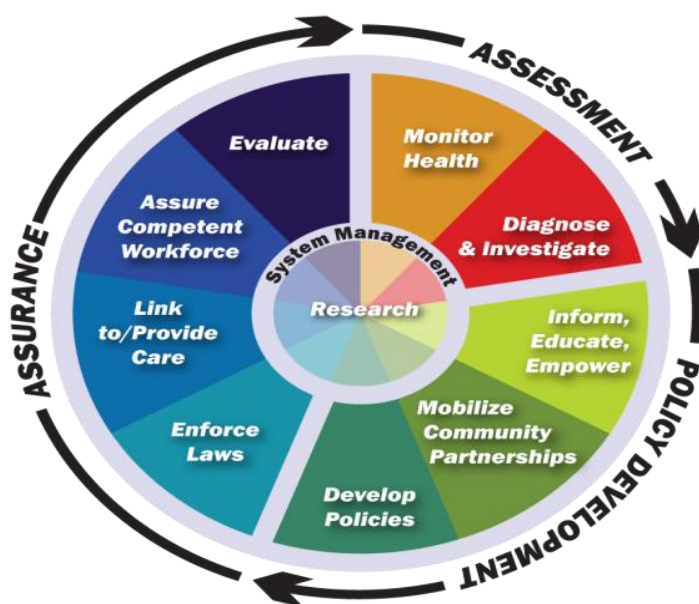 ASSESSMENT
Monitor
Health
Diagnose
& Investigate
POLICY DEVELOPMENT
Inform,
Educate,
Empower
Mobilize
Community
Partnerships
Develop
Policies
ASSURANCE
Enforce
Laws
Link
to/Provide
Care
Assure
Competent
Workforce
Evaluate
System Management
Research